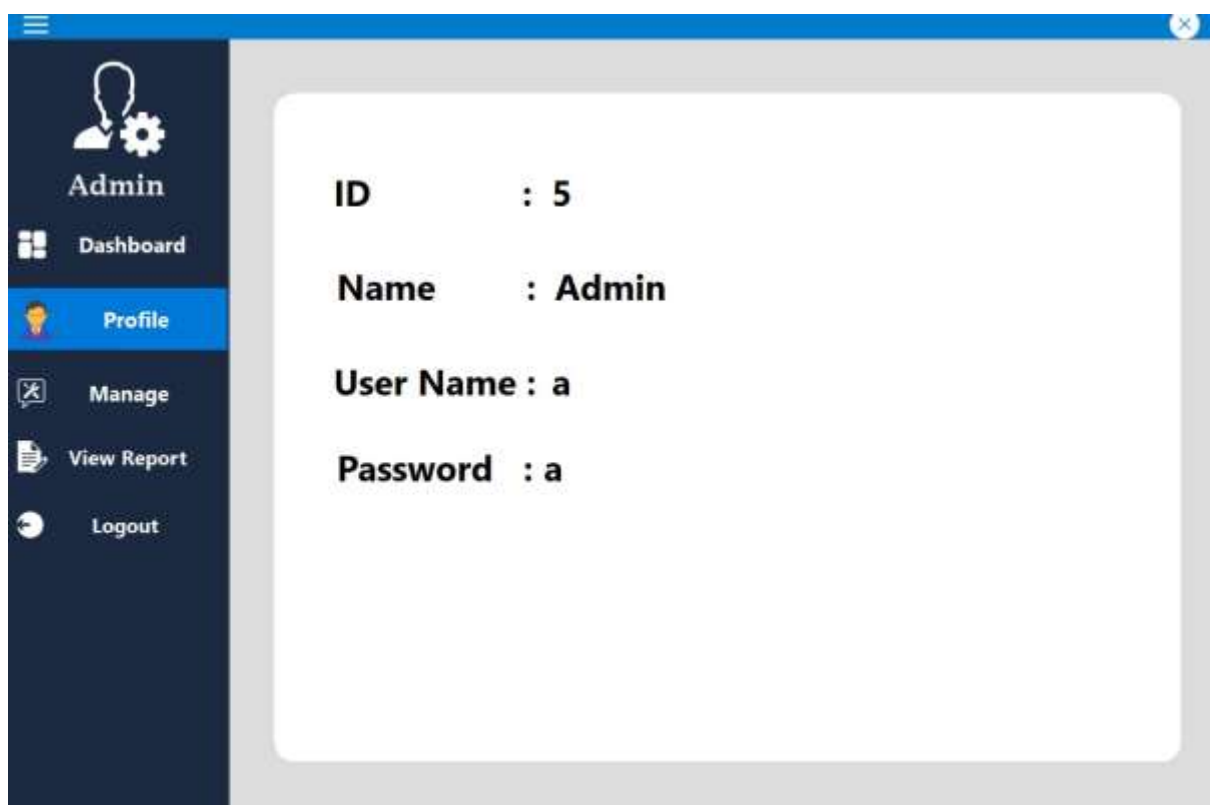 Admin
Dashboard
Profile
Manage
View Report
Logout
ID : 5
Name : Admin
User Name : a
Password : a